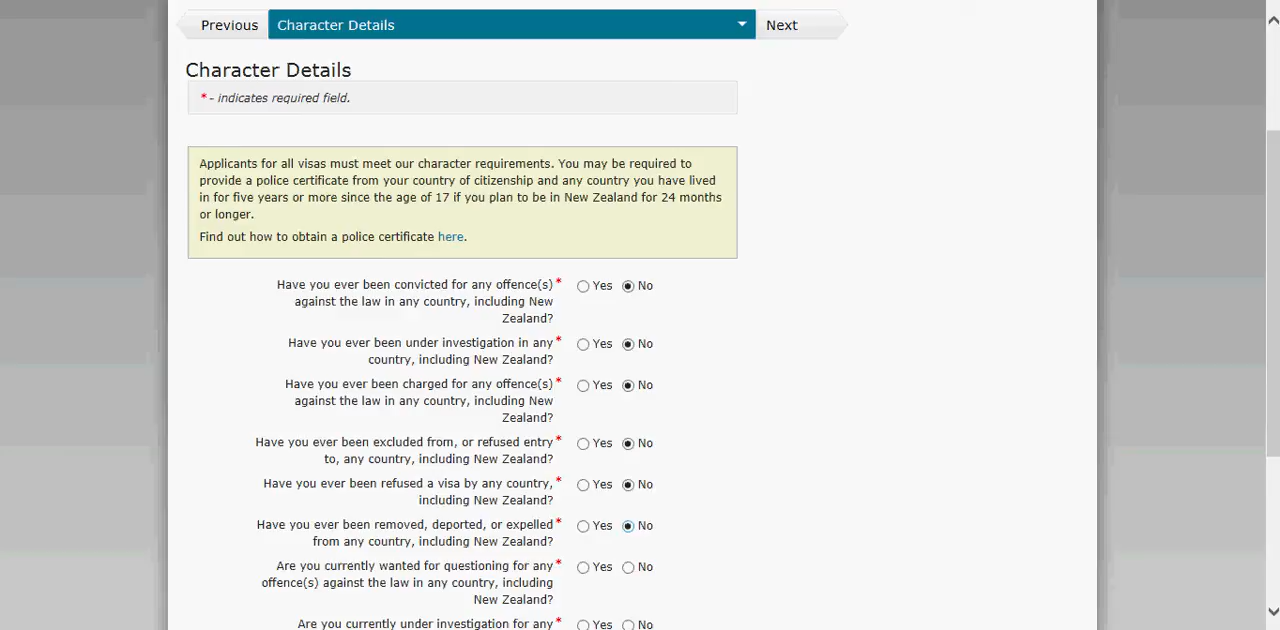 Previous
Character Details
Next
Character Details
* - indicates required field.
Applicants for all visas must meet our character requirements. You may be required to
provide a police certificate from your country of citizenship and any country you have lived
in for five years or more since the age of 17 if you plan to be in New Zealand for 24 months
or longer.
Find out how to obtain a police certificate here.
Have you ever been convicted for any offence(s) * Yes No
against the law in any country, including New
Zealand?
Have you ever been under investigation in any * Yes No
country, including New Zealand?
Have you ever been charged for any offence(s) * Yes No
against the law in any country, including New
Zealand?
Have you ever been excluded from, or refused entry * Yes No
to, any country, including New Zealand?
Have you ever been refused a visa by any country, * Yes No
including New Zealand?
Have you ever been removed, deported, or expelled * Yes No
from any country, including New Zealand?
Are you currently wanted for questioning for any * Yes No
offence(s) against the law in any country, including
New Zealand?
Are you currently under investigation for any * Yes No